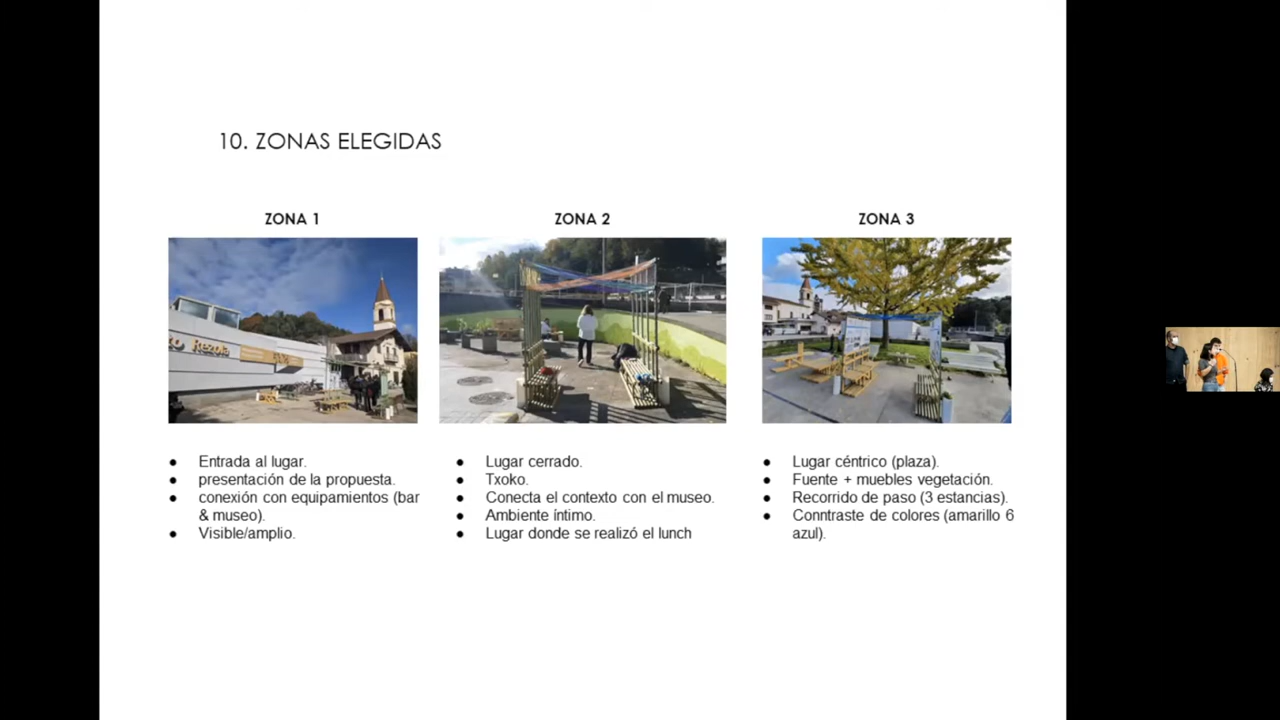 10. ZONAS ELEGIDAS
ZONA 1
ZONA 2
ZONA 3
to Rezola
● Entrada al lugar.
● presentación de la propuesta.
● conexión con equipamientos (bar
& museo).
● Visible/amplio.
● Lugar cerrado.
● Txoko.
● Conecta el contexto con el museo.
● Ambiente íntimo.
● Lugar donde se realizó el lunch
● Lugar céntrico (plaza).
● Fuente + muebles vegetación.
● Recorrido de paso (3 estancias).
● Conntraste de colores (amarillo 6
azul).